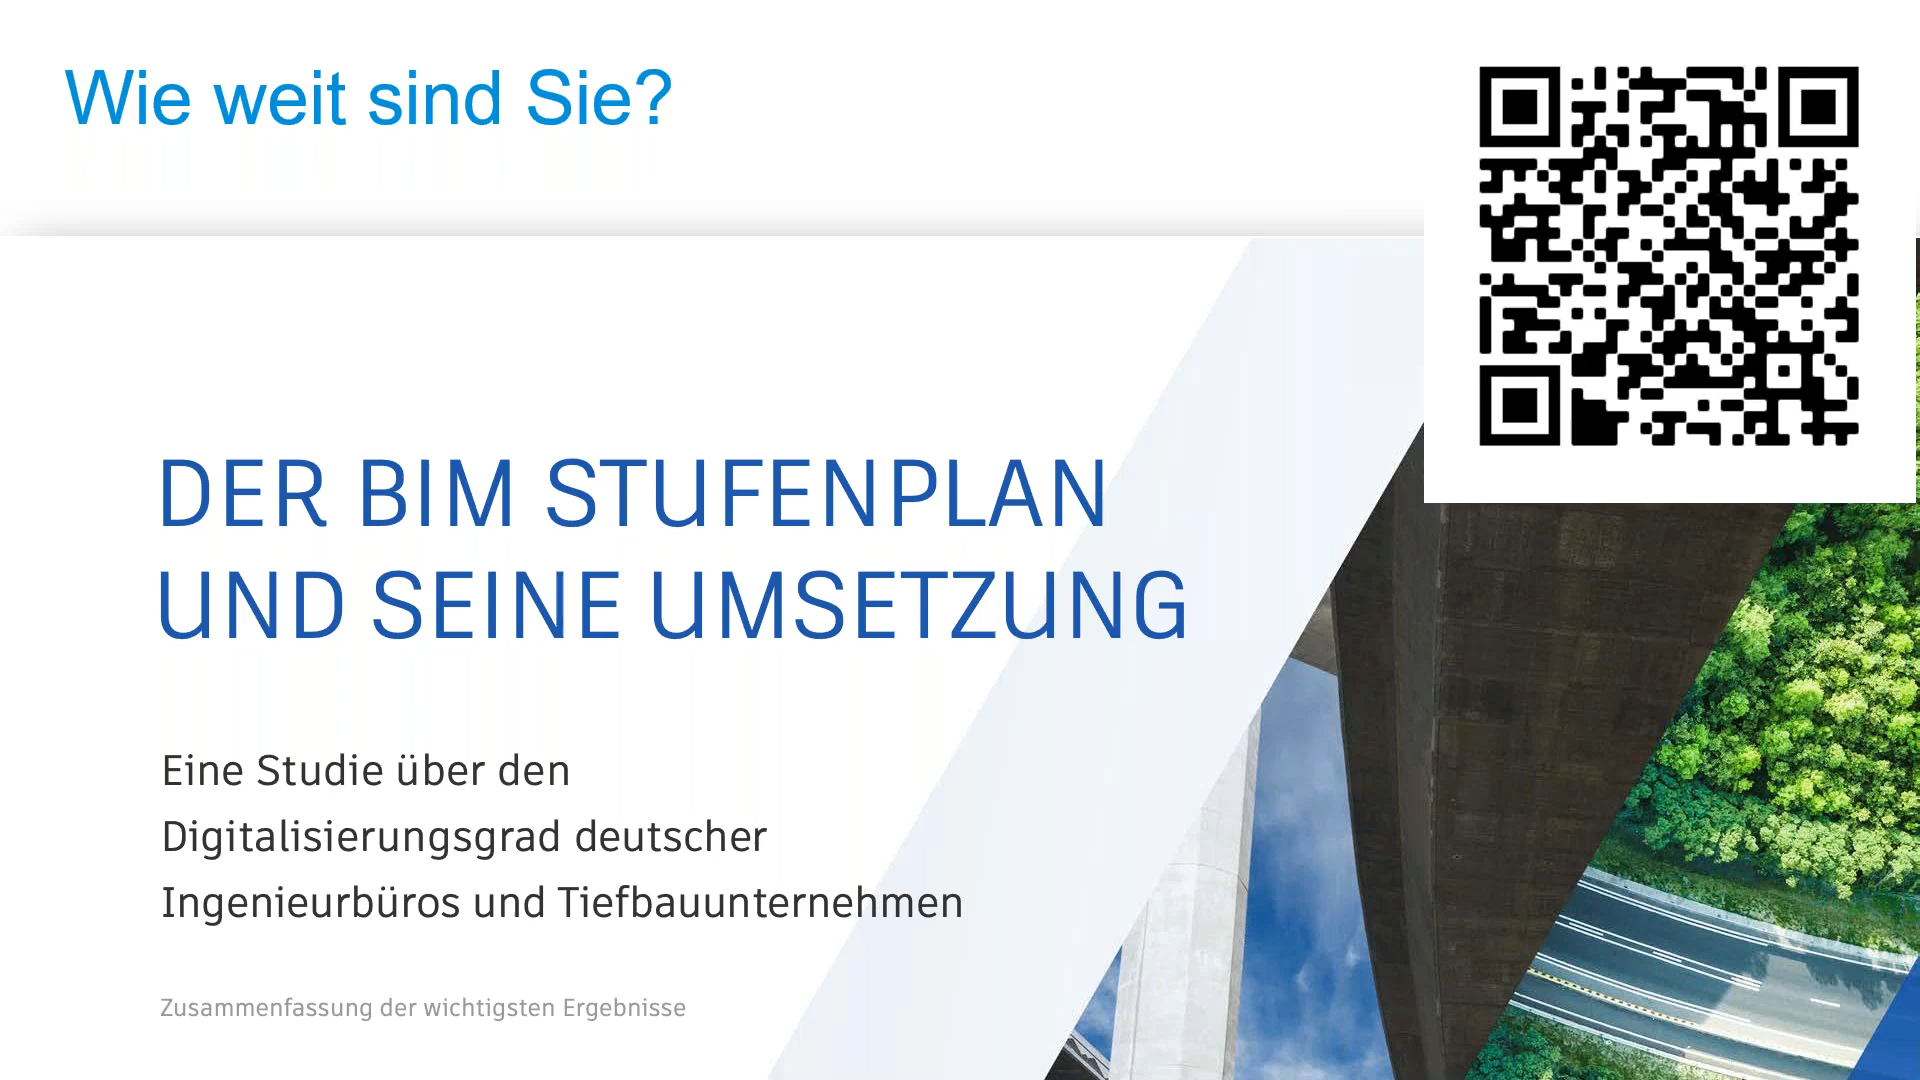 Wie weit sind Sie?
DER BIM STUFENPLAN
UND SEINE UMSETZUNG
Eine Studie über den
Digitalisierungsgrad deutscher
Ingenieurbüros und Tiefbauunternehmen
Zusammenfassung der wichtigsten Ergebnisse